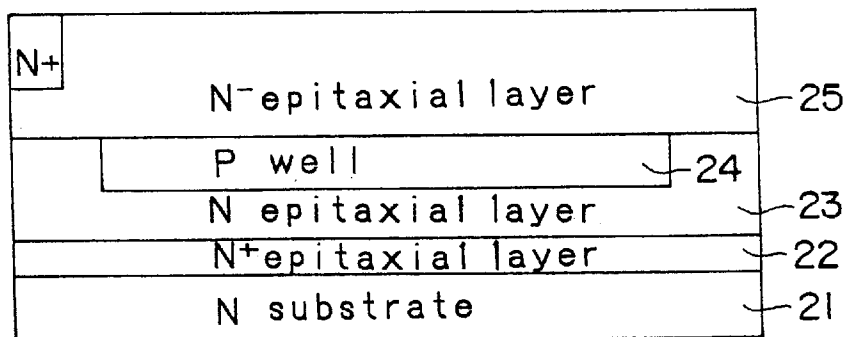 N+
N⁻epitaxial layer 25
P well 24
N epitaxial layer 23
N⁺epitaxial layer 22
N substrate 21